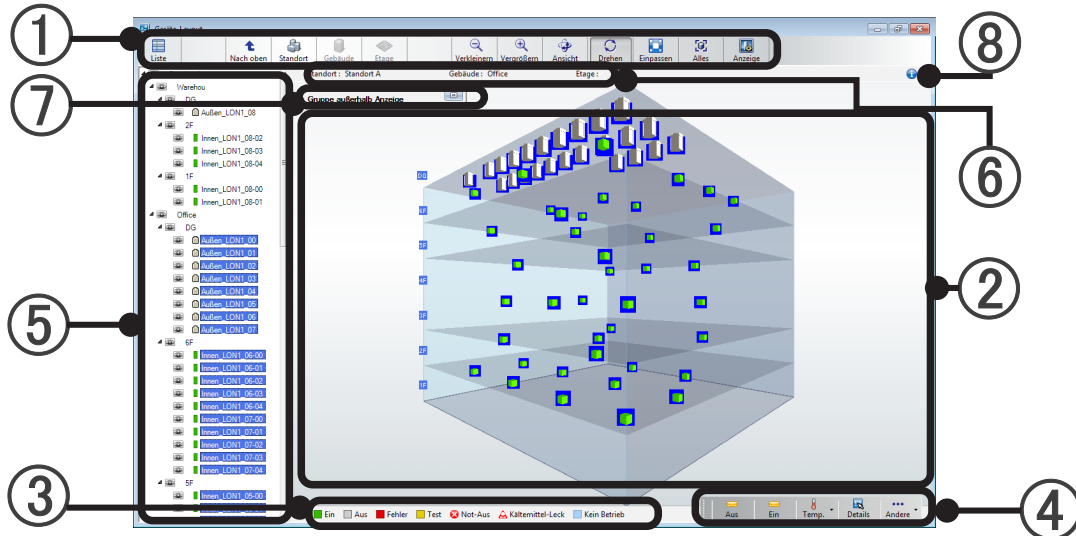 ①
Geräte-Layout
Liste
Nach oben
Standort
Gebäude
Etage
Verkleinern
Vergrößern
Ansicht
Drehen
Einpassen
Alles
Anzeige
⑧
⑦
Standort : Standort A
Gebäude : Office
Etage :
Gruppe außerhalb Anzeige
⑥
Warehou
DG
Außen_LON1_08
2F
Innen_LON1_08-02
Innen_LON1_08-03
Innen_LON1_08-04
1F
Innen_LON1_08-00
Innen_LON1_08-01
Office
DG
Außen_LON1_00
Außen_LON1_01
Außen_LON1_02
Außen_LON1_03
Außen_LON1_04
Außen_LON1_05
Außen_LON1_06
Außen_LON1_07
6F
Innen_LON1_06-00
Innen_LON1_06-01
Innen_LON1_06-02
Innen_LON1_06-03
Innen_LON1_06-04
Innen_LON1_07-00
Innen_LON1_07-01
Innen_LON1_07-02
Innen_LON1_07-03
Innen_LON1_07-04
5F
Innen_LON1_05-00
⑤
DG
6F
5F
4F
3F
2F
1F
②
③
Ein
Aus
Fehler
Test
Not-Aus
Kältemittel-Leck
Kein Betrieb
Aus
Ein
Temp.
Details
Andere
④